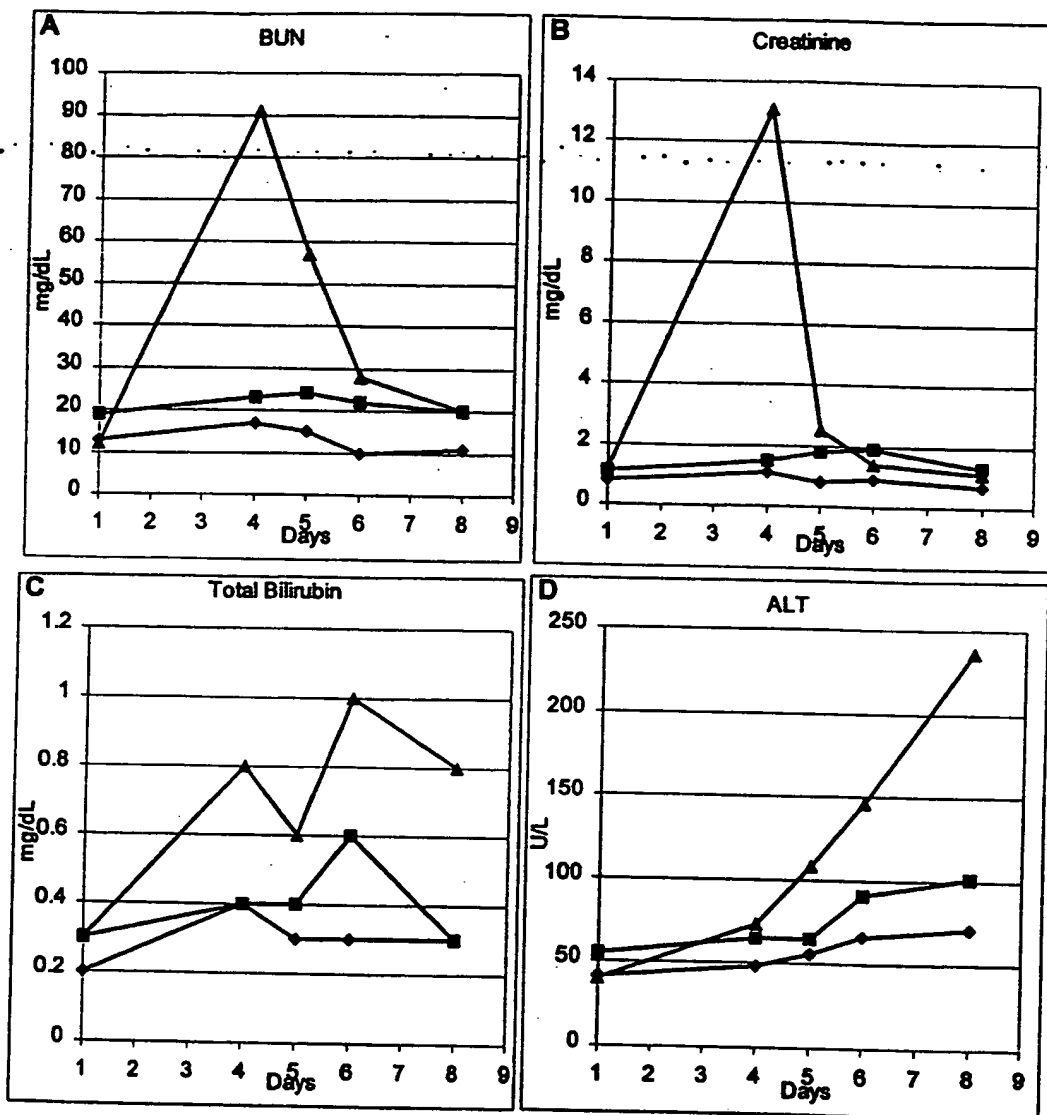 A
BUN
100
90
80
70
60
50
40
30
20
10
0
mg/dL
1 2 3 4 5 6 7 8 9
Days
B
Creatinine
14
12
10
8
6
4
2
0
mg/dL
1 2 3 4 5 6 7 8 9
Days
C
Total Bilirubin
1.2
1
0.8
0.6
0.4
0.2
0
mg/dL
1 2 3 4 5 6 7 8 9
Days
D
ALT
250
200
150
100
50
0
U/L
1 2 3 4 5 6 7 8 9
Days